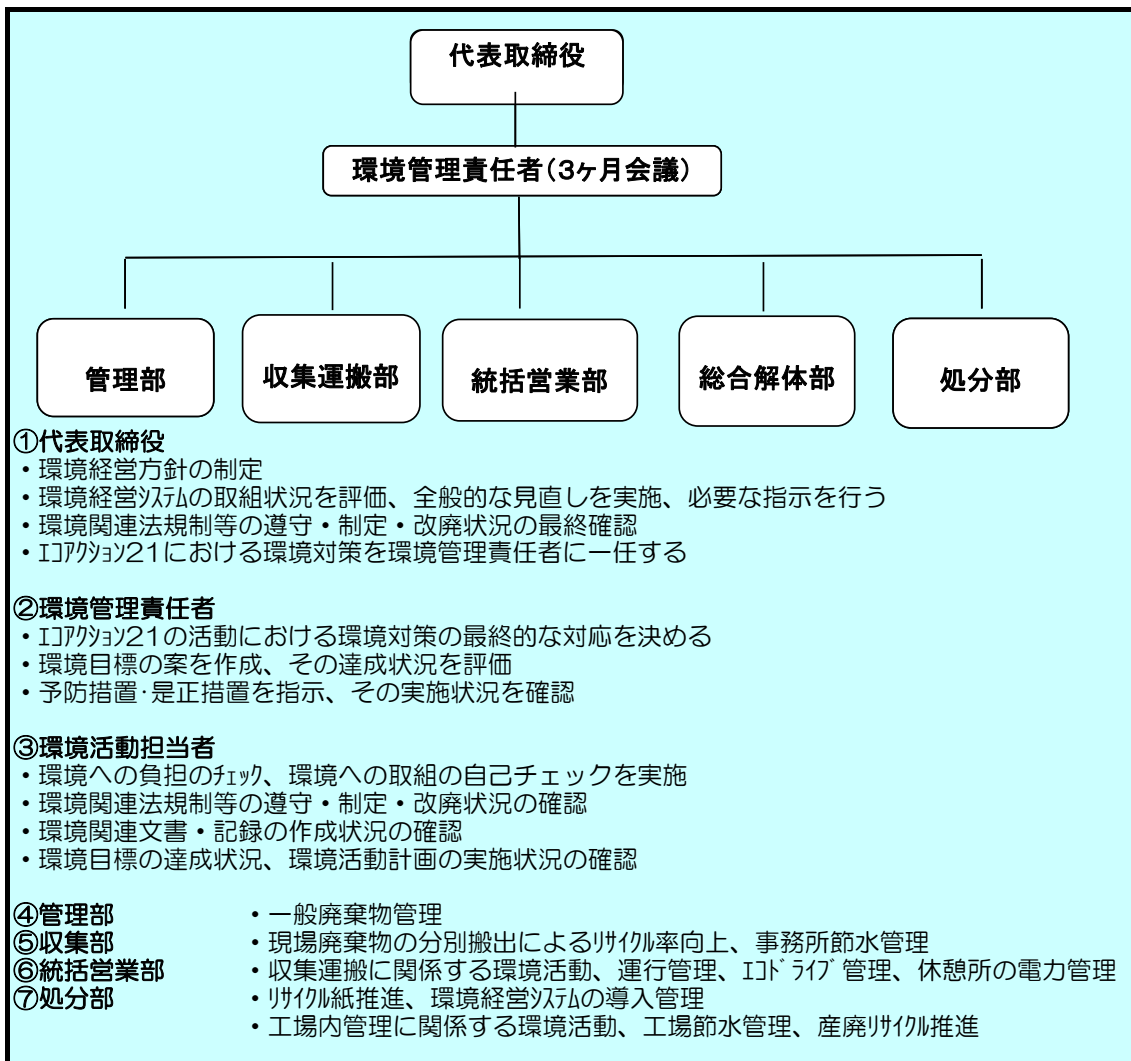 代表取締役
環境管理責任者(3ヶ月会議)
管理部 収集運搬部 統括営業部 総合解体部 処分部
①代表取締役
・環境経営方針の制定
・環境経営ｼｽﾃﾑの取組状況を評価、全般的な見直しを実施、必要な指示を行う
・環境関連法規制等の遵守・制定・改廃状況の最終確認
・ｴｺｱｸｼｮﾝ21における環境対策を環境管理責任者に一任する
②環境管理責任者
・ｴｺｱｸｼｮﾝ21の活動における環境対策の最終的な対応を決める
・環境目標の案を作成、その達成状況を評価
・予防措置･是正措置を指示、その実施状況を確認
③環境活動担当者
・環境への負担のﾁｪｯｸ、環境への取組の自己チェックを実施
・環境関連法規制等の遵守・制定・改廃状況の確認
・環境関連文書・記録の作成状況の確認
・環境目標の達成状況、環境活動計画の実施状況の確認
④管理部 ・一般廃棄物管理
⑤収集部 ・現場廃棄物の分別搬出によるﾘｻｲｸﾙ率向上、事務所節水管理
⑥統括営業部 ・収集運搬に関係する環境活動、運行管理、ｴｺﾄﾞﾗｲﾌﾞ管理、休憩所の電力管理
⑦処分部 ・ﾘｻｲｸﾙ紙推進、環境経営ｼｽﾃﾑの導入管理
・工場内管理に関係する環境活動、工場節水管理、産廃ﾘｻｲｸﾙ推進